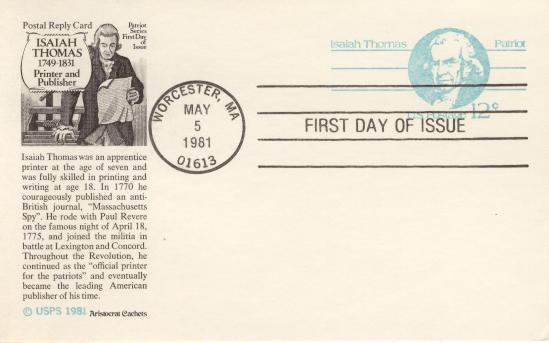 Postal Reply Card
Patriot
Series
First Day
of
Issue
ISAIAH
THOMAS
1749-1831
Printer and
Publisher
Isaiah Thomas was an apprentice
printer at the age of seven and
was fully skilled in printing and
writing at age 18. In 1770 he
courageously published an anti-
British journal, "Massachusetts
Spy". He rode with Paul Revere
on the famous night of April 18,
1775, and joined the militia in
battle at Lexington and Concord.
Throughout the Revolution, he
continued as the "official printer
for the patriots" and eventually
became the leading American
publisher of his time.
© USPS 1981 Aristocrat Cachets
WORCESTER, MA
MAY
5
1981
01613
Isaiah Thomas Patriot
US Postage 12¢
FIRST DAY OF ISSUE